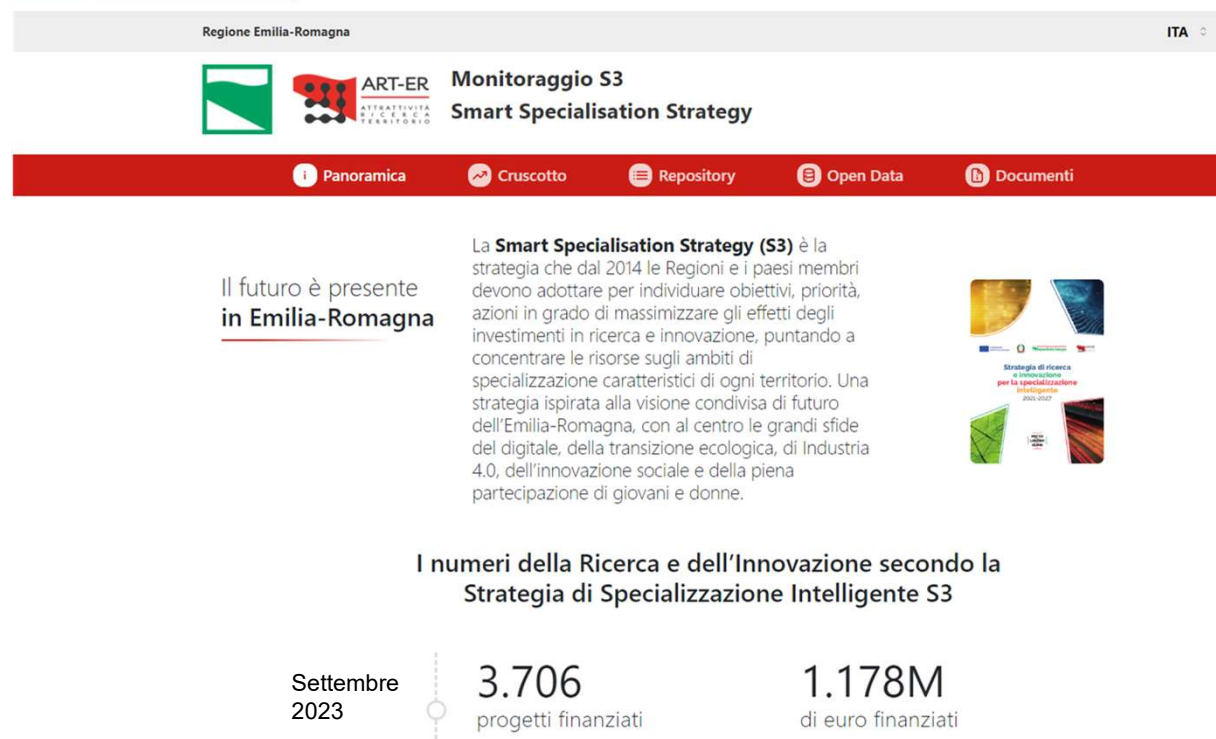 Regione Emilia-Romagna
ITA
ART-ER
ATTRATTIVITÀ
RICERCA
TERRITORIO
Monitoraggio S3
Smart Specialisation Strategy
Panoramica
Cruscotto
Repository
Open Data
Documenti
Il futuro è presente
in Emilia-Romagna
La Smart Specialisation Strategy (S3) è la
strategia che dal 2014 le Regioni e i paesi membri
devono adottare per individuare obiettivi, priorità,
azioni in grado di massimizzare gli effetti degli
investimenti in ricerca e innovazione, puntando a
concentrare le risorse sugli ambiti di
specializzazione caratteristici di ogni territorio. Una
strategia ispirata alla visione condivisa di futuro
dell'Emilia-Romagna, con al centro le grandi sfide
del digitale, della transizione ecologica, di Industria
4.0, dell'innovazione sociale e della piena
partecipazione di giovani e donne.
Strategia di ricerca
e innovazione
per la specializzazione
intelligente
2021-2027
I numeri della Ricerca e dell'Innovazione secondo la
Strategia di Specializzazione Intelligente S3
Settembre
2023
3.706
progetti finanziati
1.178M
di euro finanziati